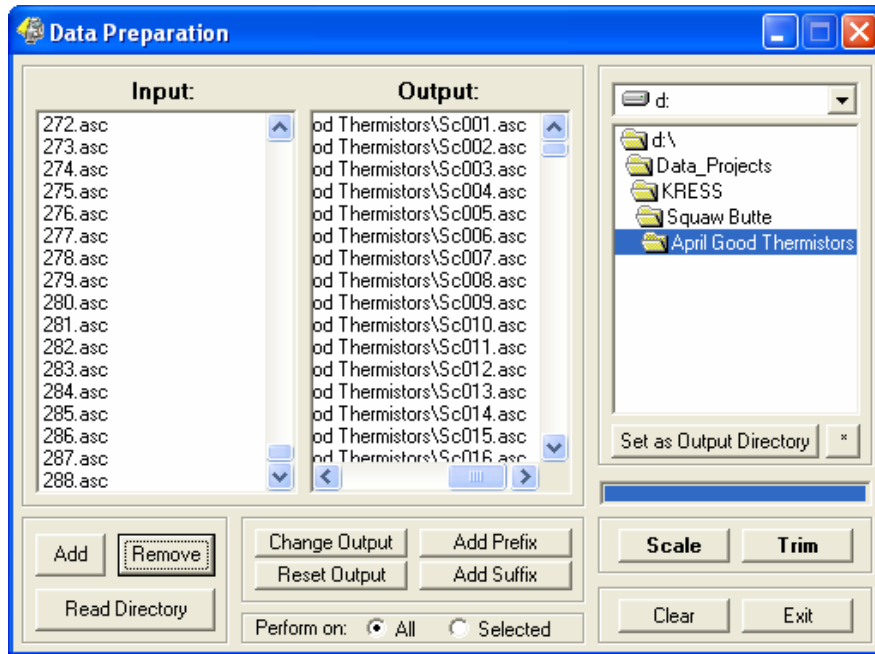 Data Preparation
Input:
272.asc
273.asc
274.asc
275.asc
276.asc
277.asc
278.asc
279.asc
280.asc
281.asc
282.asc
283.asc
284.asc
285.asc
286.asc
287.asc
288.asc
Output:
od Thermistors\Sc001.asc
od Thermistors\Sc002.asc
od Thermistors\Sc003.asc
od Thermistors\Sc004.asc
od Thermistors\Sc005.asc
od Thermistors\Sc006.asc
od Thermistors\Sc007.asc
od Thermistors\Sc008.asc
od Thermistors\Sc009.asc
od Thermistors\Sc010.asc
od Thermistors\Sc011.asc
od Thermistors\Sc012.asc
od Thermistors\Sc013.asc
od Thermistors\Sc014.asc
od Thermistors\Sc015.asc
od Thermistors\Sc016.asc
d:
d:\
Data_Projects
KRESS
Squaw Butte
April Good Thermistors
Set as Output Directory *
Add Remove
Read Directory
Change Output Add Prefix
Reset Output Add Suffix
Perform on: All Selected
Scale Trim
Clear Exit